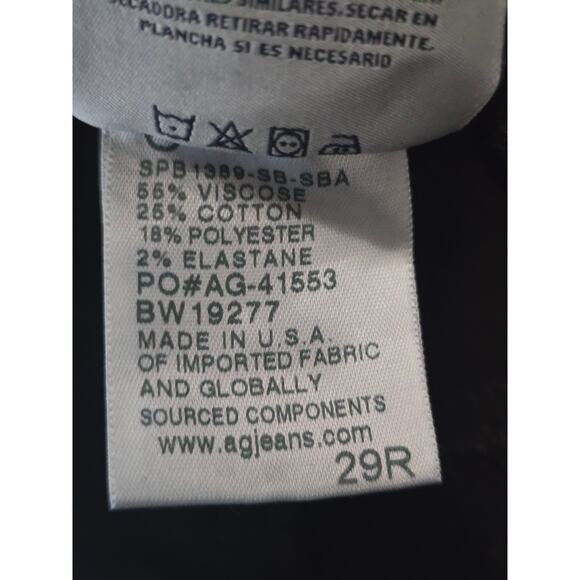 SIMILARES. SECAR EN
SECADORA RETIRAR RAPIDAMENTE.
PLANCHA SI ES NECESARIO
SPB1389-SB-SBA
55% VISCOSE
25% COTTON
18% POLYESTER
2% ELASTANE
PO#AG-41553
BW19277
MADE IN U.S.A.
OF IMPORTED FABRIC
AND GLOBALLY
SOURCED COMPONENTS
www.agjeans.com
29R